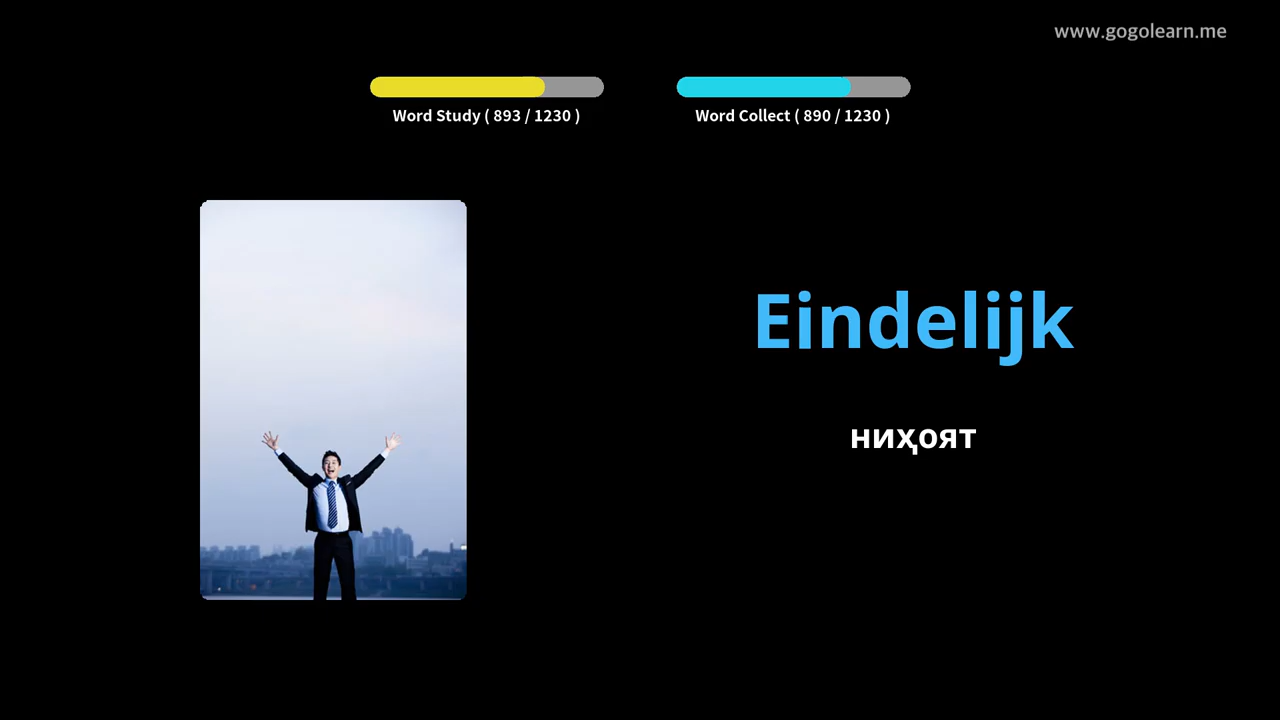 www.gogolearn.me
Word Study ( 893 / 1230 )
Word Collect ( 890 / 1230 )
Eindelijk
ниҳоят